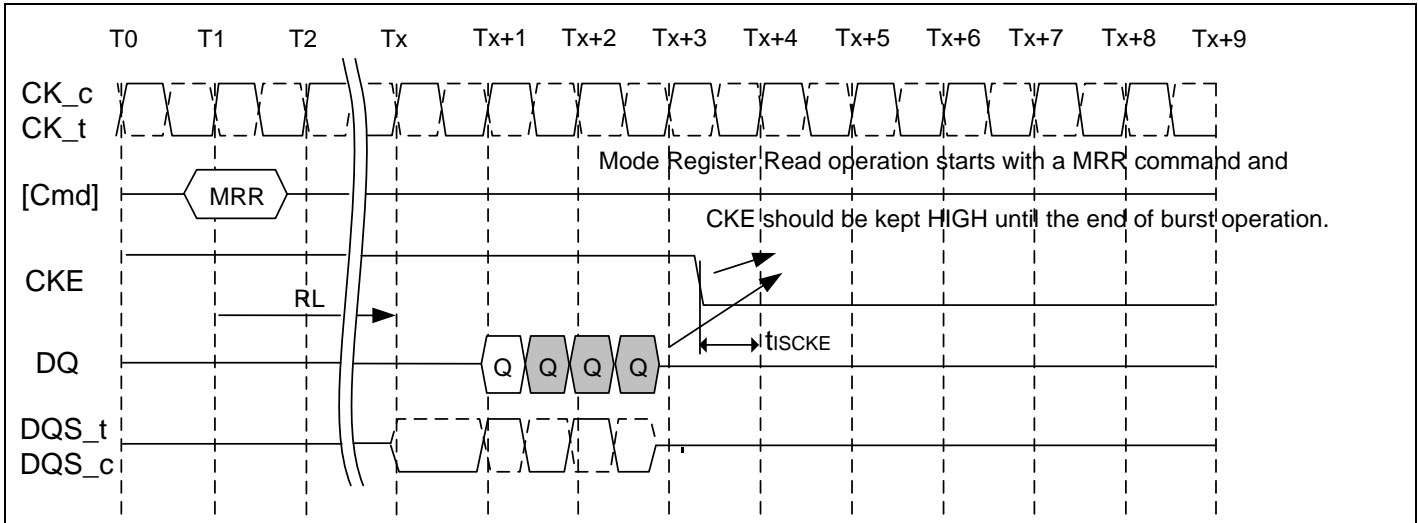 T0 T1 T2 Tx Tx+1 Tx+2 Tx+3 Tx+4 Tx+5 Tx+6 Tx+7 Tx+8 Tx+9
CK_c
CK_t
Mode Register Read operation starts with a MRR command and
[Cmd] MRR
CKE should be kept HIGH until the end of burst operation.
CKE
RL
tISCKE
DQ Q Q Q Q
DQS_t
DQS_c